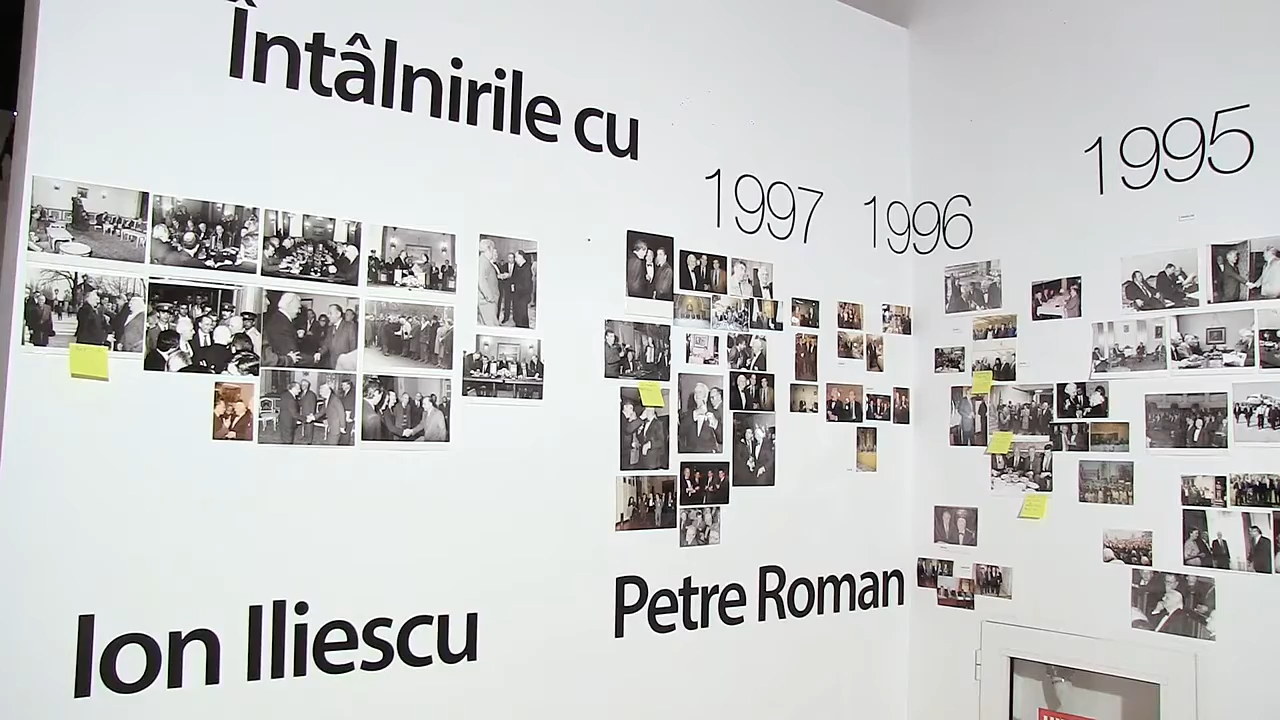 Întâlnirile cu
1997
1996
1995
Ion Iliescu
Petre Roman